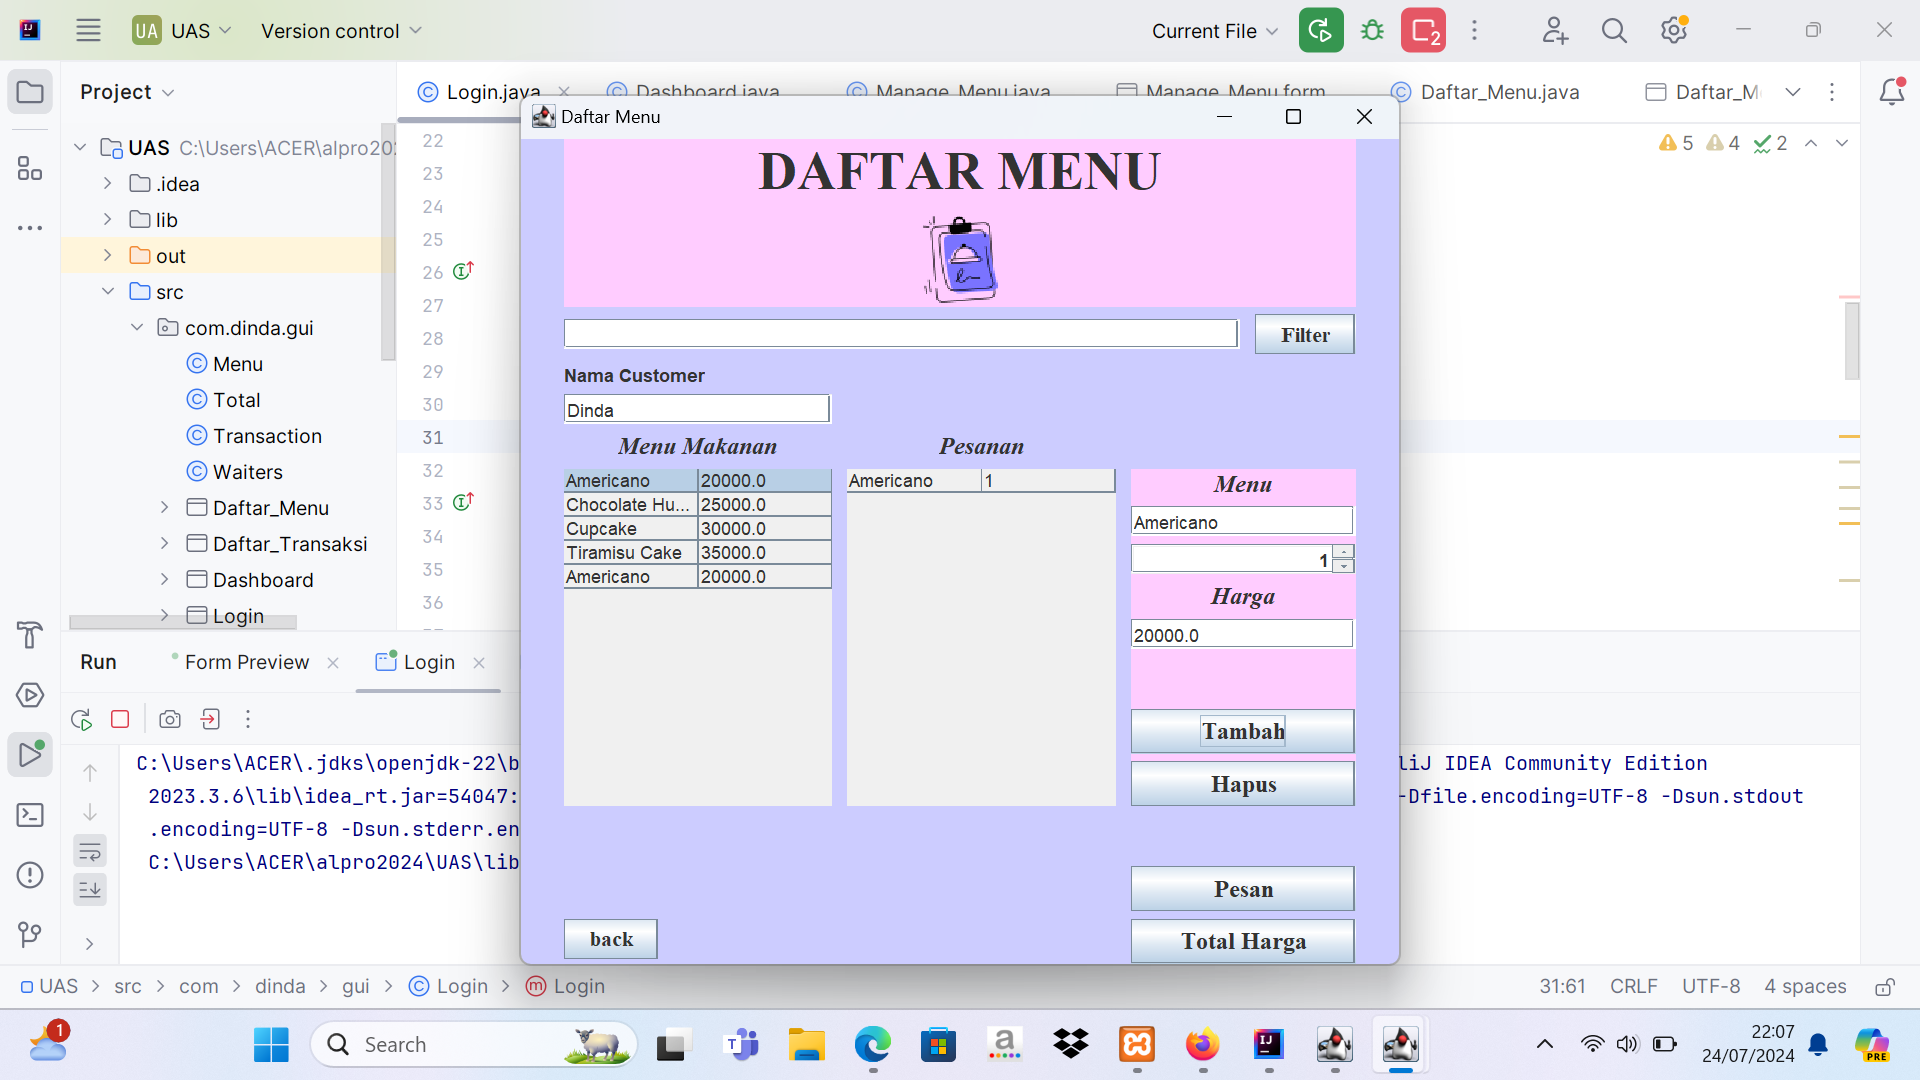 UA UAS Version control Current File 2
Project
Login.java Dashboard.java Manage_Menu.java Manage_Menu.form Daftar_Menu.java Daftar_M
UAS C:\Users\ACER\alpro20
.idea
lib
out
src
com.dinda.gui
Menu
Total
Transaction
Waiters
Daftar_Menu
Daftar_Transaksi
Dashboard
Login
22
23
24
25
26
27
28
29
30
31
32
33
34
35
36
5 4 2
Daftar Menu
DAFTAR MENU
Filter
Nama Customer
Dinda
Menu Makanan
Americano 20000.0
Chocolate Hu... 25000.0
Cupcake 30000.0
Tiramisu Cake 35000.0
Americano 20000.0
Pesanan
Americano 1
Menu
Americano
1
Harga
20000.0
Tambah
Hapus
Pesan
Total Harga
back
Run Form Preview Login
C:\Users\ACER\.jdks\openjdk-22\b liJ IDEA Community Edition
2023.3.6\lib\idea_rt.jar=54047: -Dfile.encoding=UTF-8 -Dsun.stdout
.encoding=UTF-8 -Dsun.stderr.en
C:\Users\ACER\alpro2024\UAS\lib
UAS > src > com > dinda > gui > Login > Login 31:61 CRLF UTF-8 4 spaces
1 Search 22:07
24/07/2024
PRE